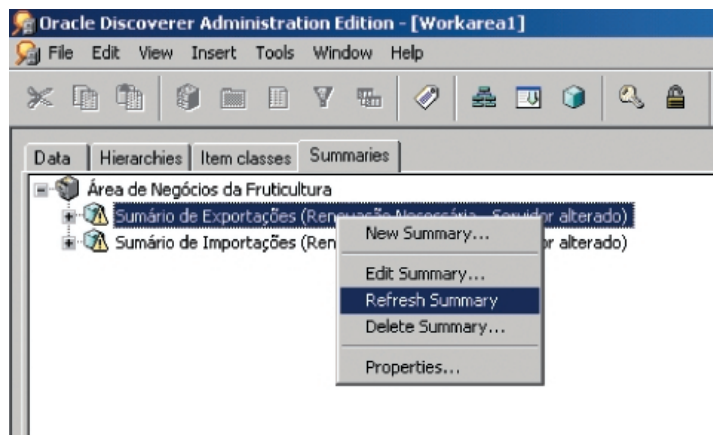 Oracle Discoverer Administration Edition - [Workarea1]
File Edit View Insert Tools Window Help
Data Hierarchies Item classes Summaries
Área de Negócios da Fruticultura
Sumário de Exportações (Renovação Necessária - Servidor alterado)
Sumário de Importações (Ren or alterado)
New Summary...
Edit Summary...
Refresh Summary
Delete Summary...
Properties...